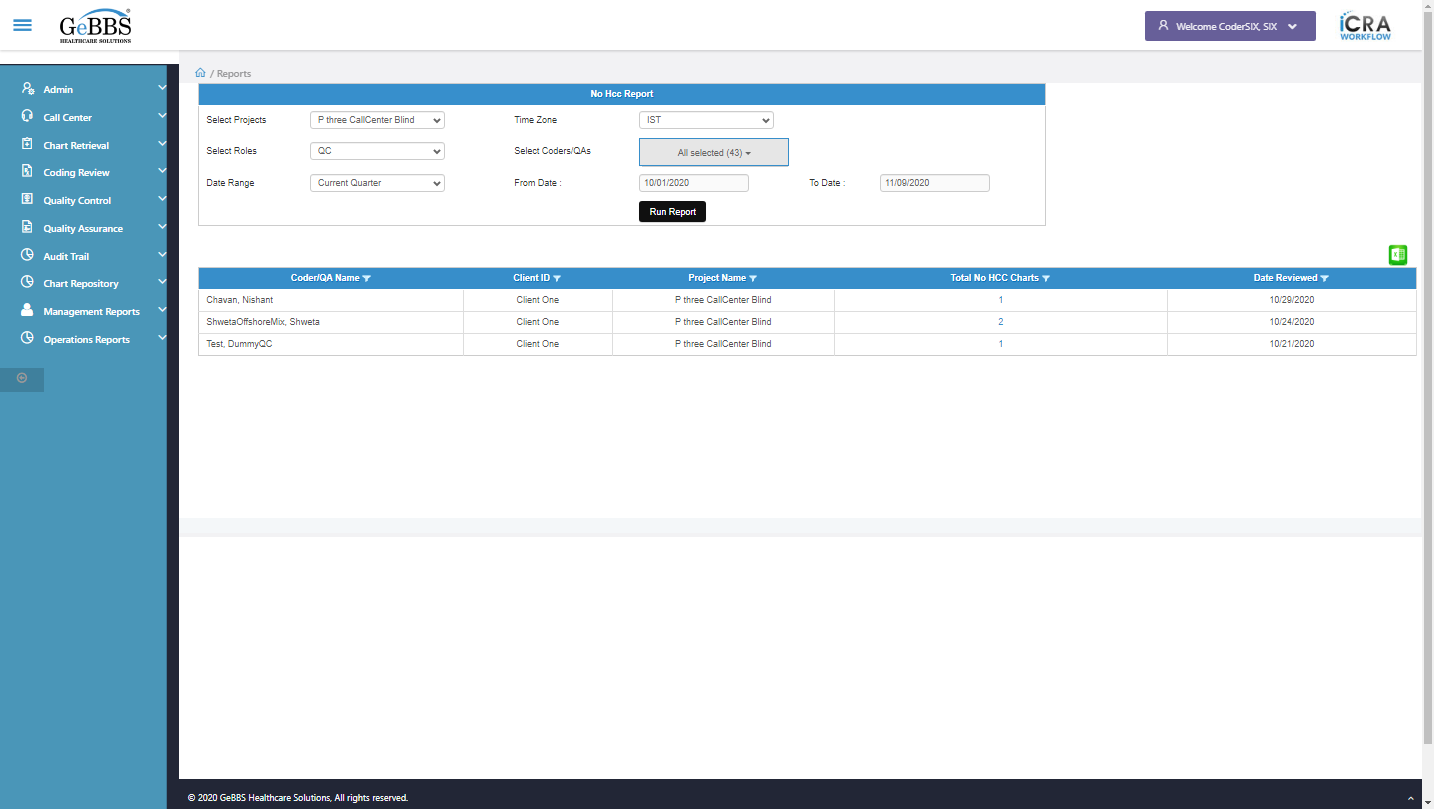 GeBBS®
HEALTHCARE SOLUTIONS
Welcome CoderSIX, SIX
iCRA
WORKFLOW
/ Reports
Admin
Call Center
Chart Retrieval
Coding Review
Quality Control
Quality Assurance
Audit Trail
Chart Repository
Management Reports
Operations Reports
No Hcc Report
Select Projects P three CallCenter Blind Time Zone IST
Select Roles QC Select Coders/QAs All selected (43)
Date Range Current Quarter From Date : 10/01/2020 To Date : 11/09/2020
Run Report
Coder/QA Name Client ID Project Name Total No HCC Charts Date Reviewed
Chavan, Nishant Client One P three CallCenter Blind 1 10/29/2020
ShwetaOffshoreMix, Shweta Client One P three CallCenter Blind 2 10/24/2020
Test, DummyQC Client One P three CallCenter Blind 1 10/21/2020
© 2020 GeBBS Healthcare Solutions, All rights reserved.